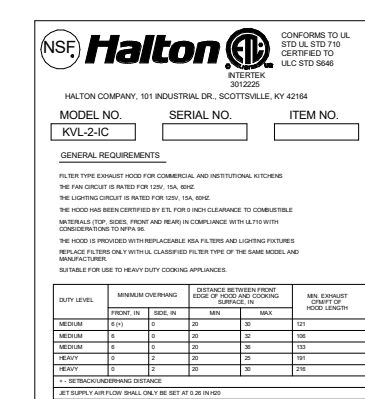 NSF
Halton
CONFORMS TO UL
STD UL STD 710
CERTIFIED TO
ULC STD S646
INTERTEK
3012225
HALTON COMPANY, 101 INDUSTRIAL DR., SCOTTSVILLE, KY 42164
MODEL NO. SERIAL NO. ITEM NO.
KVL-2-IC
GENERAL REQUIREMENTS
FILTER TYPE EXHAUST HOOD FOR COMMERCIAL AND INSTITUTIONAL KITCHENS
THE FAN CIRCUIT IS RATED FOR 125V, 15A, 60HZ.
THE LIGHTING CIRCUIT IS RATED FOR 125V, 15A, 60HZ.
THE HOOD HAS BEEN CERTIFIED BY ETL FOR 0 INCH CLEARANCE TO COMBUSTIBLE
MATERIALS (TOP, SIDES, FRONT AND REAR) IN COMPLIANCE WITH UL710 WITH
CONSIDERATIONS TO NFPA 96.
THE HOOD IS PROVIDED WITH REPLACEABLE KSA FILTERS AND LIGHTING FIXTURES
REPLACE FILTERS ONLY WITH UL CLASSIFIED FILTER TYPE OF THE SAME MODEL AND
MANUFACTURER.
SUITABLE FOR USE TO HEAVY DUTY COOKING APPLIANCES.
DUTY LEVEL
MINIMUM OVERHANG
DISTANCE BETWEEN FRONT
EDGE OF HOOD AND COOKING
SURFACE, IN
MIN. EXHAUST
CFM/FT OF
HOOD LENGTH
FRONT, IN SIDE, IN MIN MAX
MEDIUM 6 (+) 0 20 30 121
MEDIUM 6 0 20 32 106
MEDIUM 6 0 20 36 133
HEAVY 0 2 20 25 191
HEAVY 0 2 20 30 216
+ - SETBACK/UNDERHANG DISTANCE
JET SUPPLY AIR FLOW SHALL ONLY BE SET AT 0.28 IN H20